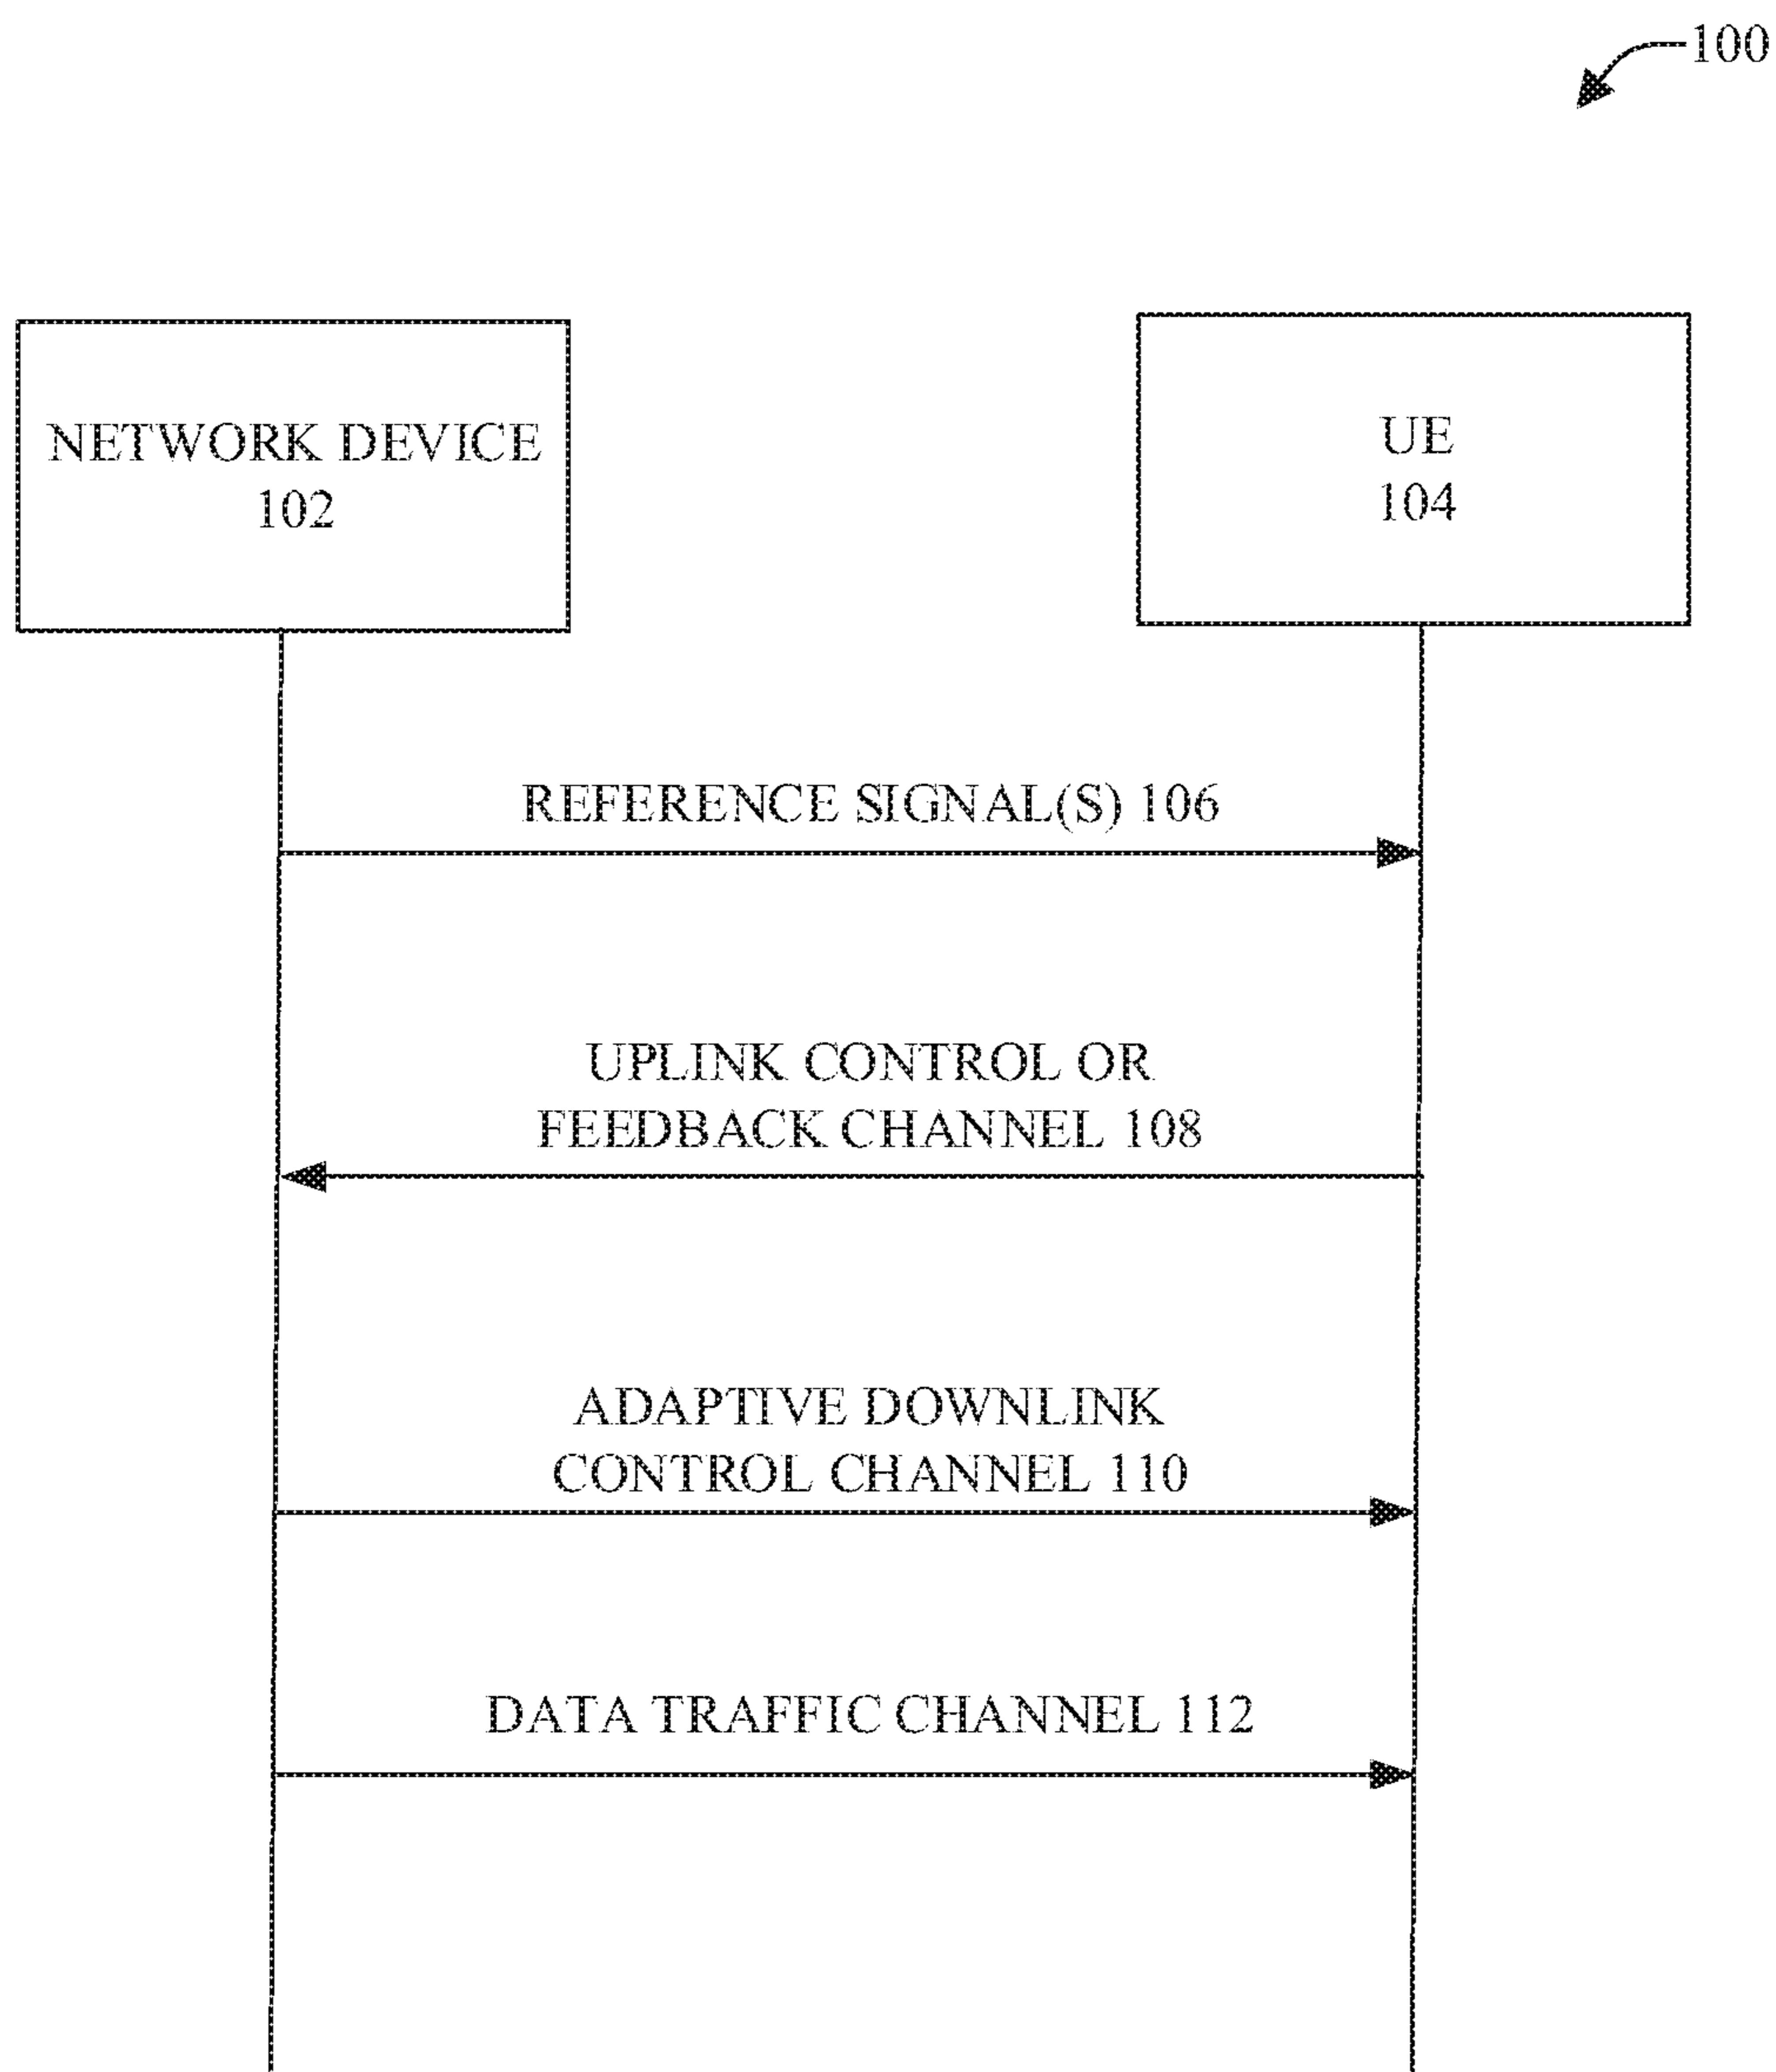 100
NETWORK DEVICE
102
UE
104
REFERENCE SIGNAL(S) 106
UPLINK CONTROL OR
FEEDBACK CHANNEL 108
ADAPTIVE DOWNLINK
CONTROL CHANNEL 110
DATA TRAFFIC CHANNEL 112